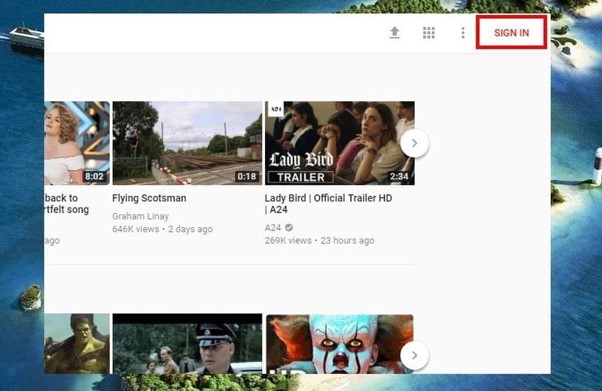 SIGN IN
8:02
0:18
A24
Lady Bird
TRAILER
2:34
back to
rtfelt song
ago
Flying Scotsman
Graham Linay
646K views • 2 days ago
Lady Bird | Official Trailer HD
| A24
A24
269K views • 23 hours ago